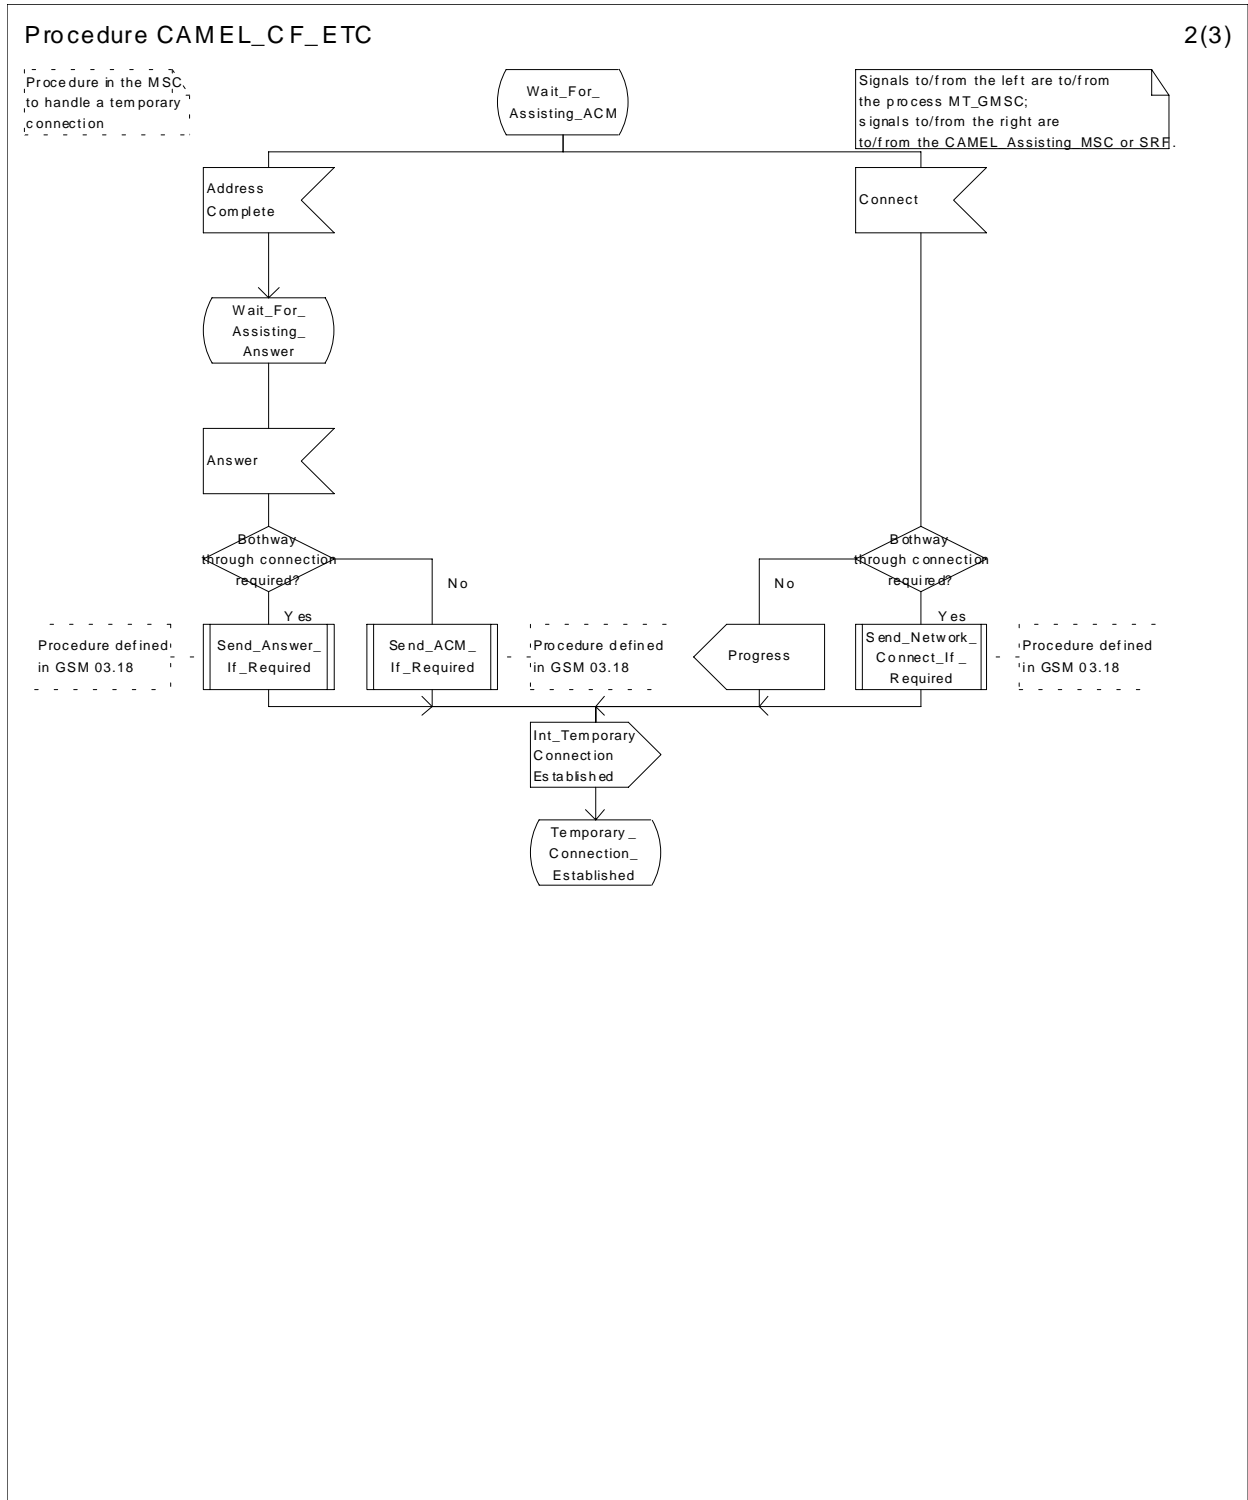 Procedure CAMEL_CF_ETC
2(3)
Procedure in the MSC
to handle a temporary
connection
Wait_For_
Assisting_ACM
Signals to/from the left are to/from
the process MT_GMSC;
signals to/from the right are
to/from the CAMEL_Assisting_MSC or SRF.
Address
Complete
Connect
Wait_For_
Assisting_
Answer
Answer
Bothway
through connection
required?
No
Yes
Bothway
through connection
required?
No
Yes
Procedure defined
in GSM 03.18
Send_Answer_
If_Required
Send_ACM_
If_Required
Procedure defined
in GSM 03.18
Progress
Send_Network_
Connect_If_
Required
Procedure defined
in GSM 03.18
Int_Temporary
Connection
Established
Temporary_
Connection_
Established